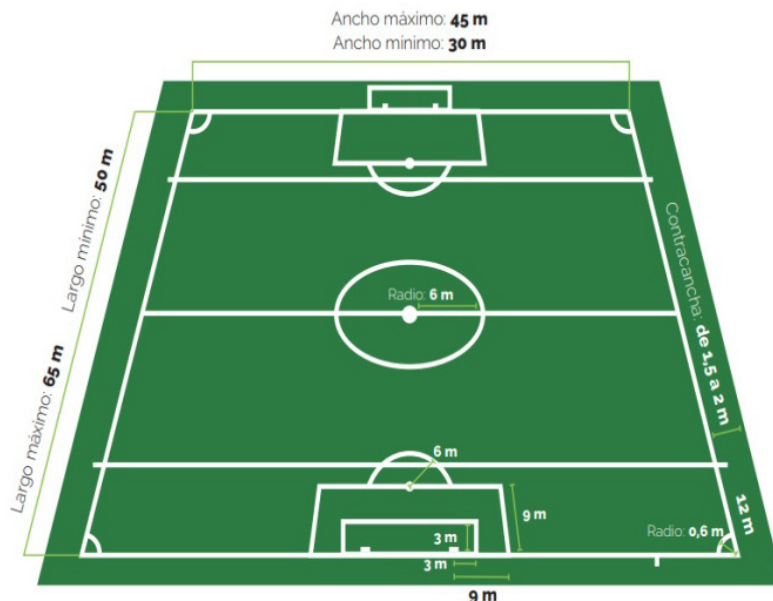 Ancho máximo: 45 m
Ancho mínimo: 30 m
Largo mínimo: 50 m
Largo máximo: 65 m
Contracancha: de 1,5 a 2 m
Radio: 6 m
6 m
9 m
12 m
Radio: 0,6 m
3 m
3 m
9 m